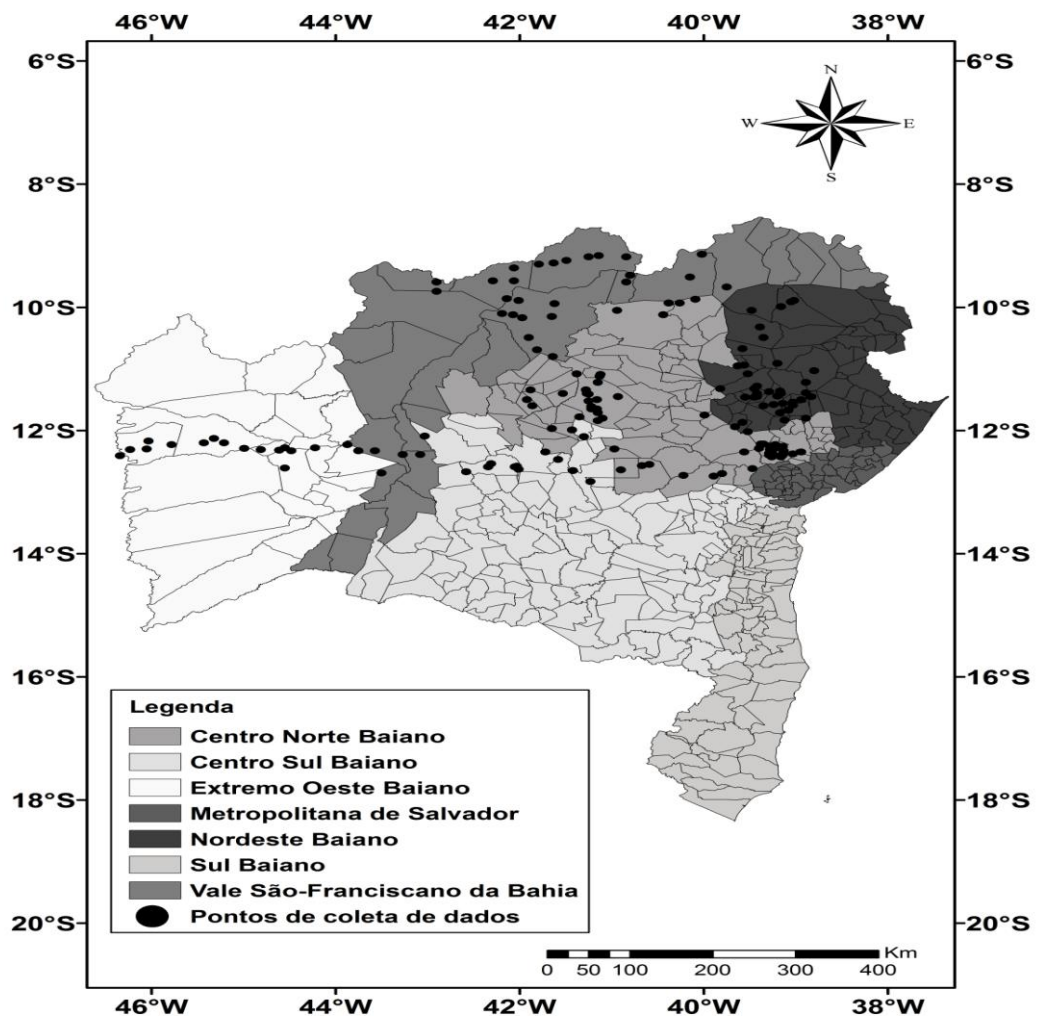 46°W 44°W 42°W 40°W 38°W
6°S 6°S
N
W E
S
8°S 8°S
10°S 10°S
12°S 12°S
14°S 14°S
16°S 16°S
Legenda
Centro Norte Baiano
Centro Sul Baiano
Extremo Oeste Baiano
18°S 18°S
Metropolitana de Salvador
Nordeste Baiano
Sul Baiano
Vale São-Franciscano da Bahia
Pontos de coleta de dados
20°S 20°S
Km
0 50 100 200 300 400
46°W 44°W 42°W 40°W 38°W